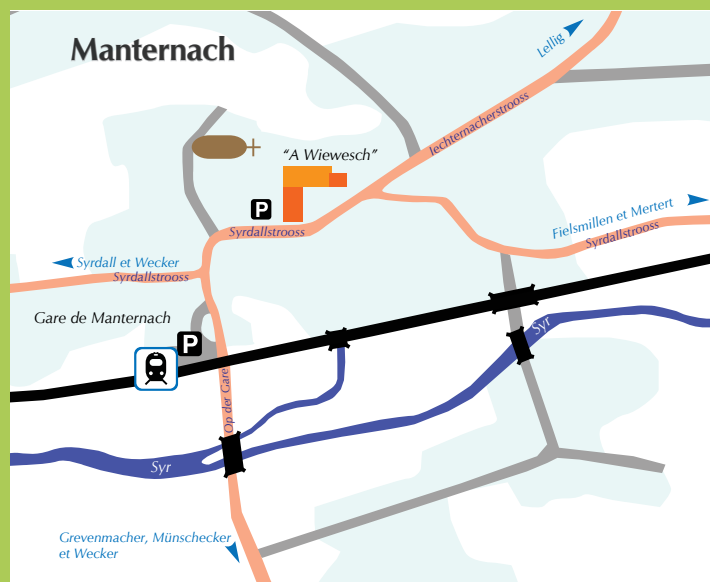 Manternach
Lellig
Iechternacherstrooss
"A Wiewesch"
P
Syrdallstrooss
Fielsmillen et Mertert
Syrdallstrooss
Syrdall et Wecker
Syrdallstrooss
Gare de Manternach
P
Syr
Op der Gare
Syr
Grevenmacher, Münschecker
et Wecker